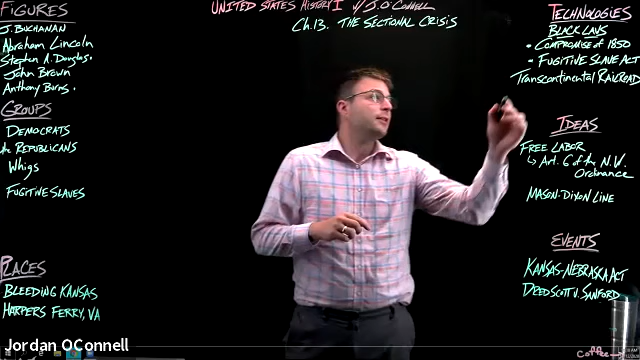 UNITED STATES HISTORY I w/ J. O'CONNELL
CH. 13. THE SECTIONAL CRISIS
FIGURES
J. BUCHANAN
Abraham Lincoln
Stephen A. Douglas
John Brown
Anthony Burns
GROUPS
DEMOCRATS
REPUBLICANS
Whigs
FUGITIVE SLAVES
PLACES
BLEEDING KANSAS
HARPERS FERRY, VA
TECHNOLOGIES
BLACK LAWS
• COMPROMISE OF 1850
• FUGITIVE SLAVE ACT
Transcontinental RAILROAD
IDEAS
FREE LABOR
↳ Art. 6 of the N.W.
Ordinance
MASON-DIXON LINE
EVENTS
KANSAS-NEBRASKA ACT
DRED SCOTT V. SANFORD
coffee→
Jordan OConnell